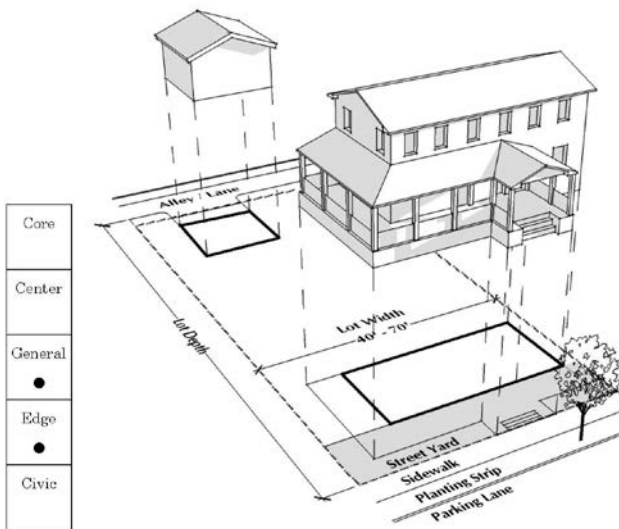 Alley / Lane
Core
Center
General
Edge
Civic
Lot Depth
Lot Width
40' - 70'
Street Yard
Sidewalk
Planting Strip
Parking Lane